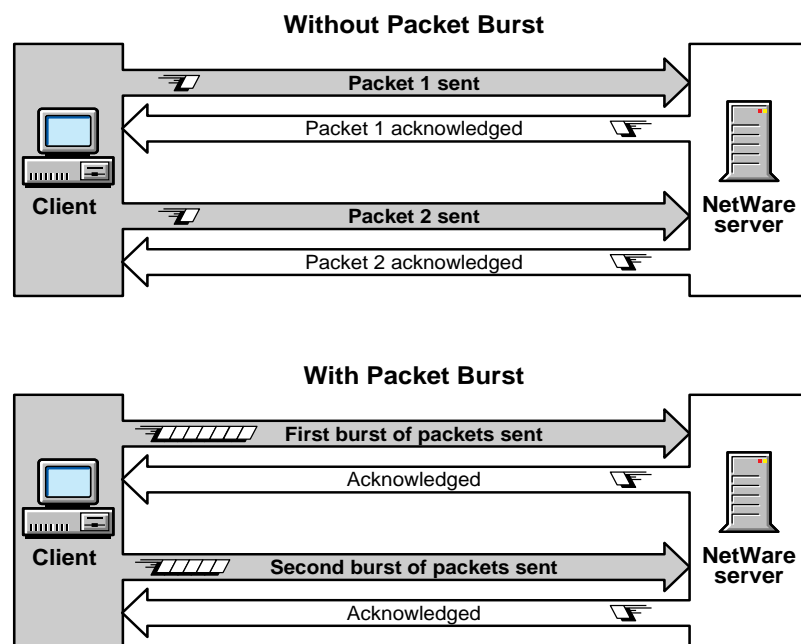 Without Packet Burst
Packet 1 sent
Packet 1 acknowledged
Client
Packet 2 sent
NetWare
server
Packet 2 acknowledged
With Packet Burst
First burst of packets sent
Acknowledged
Client
Second burst of packets sent
NetWare
server
Acknowledged